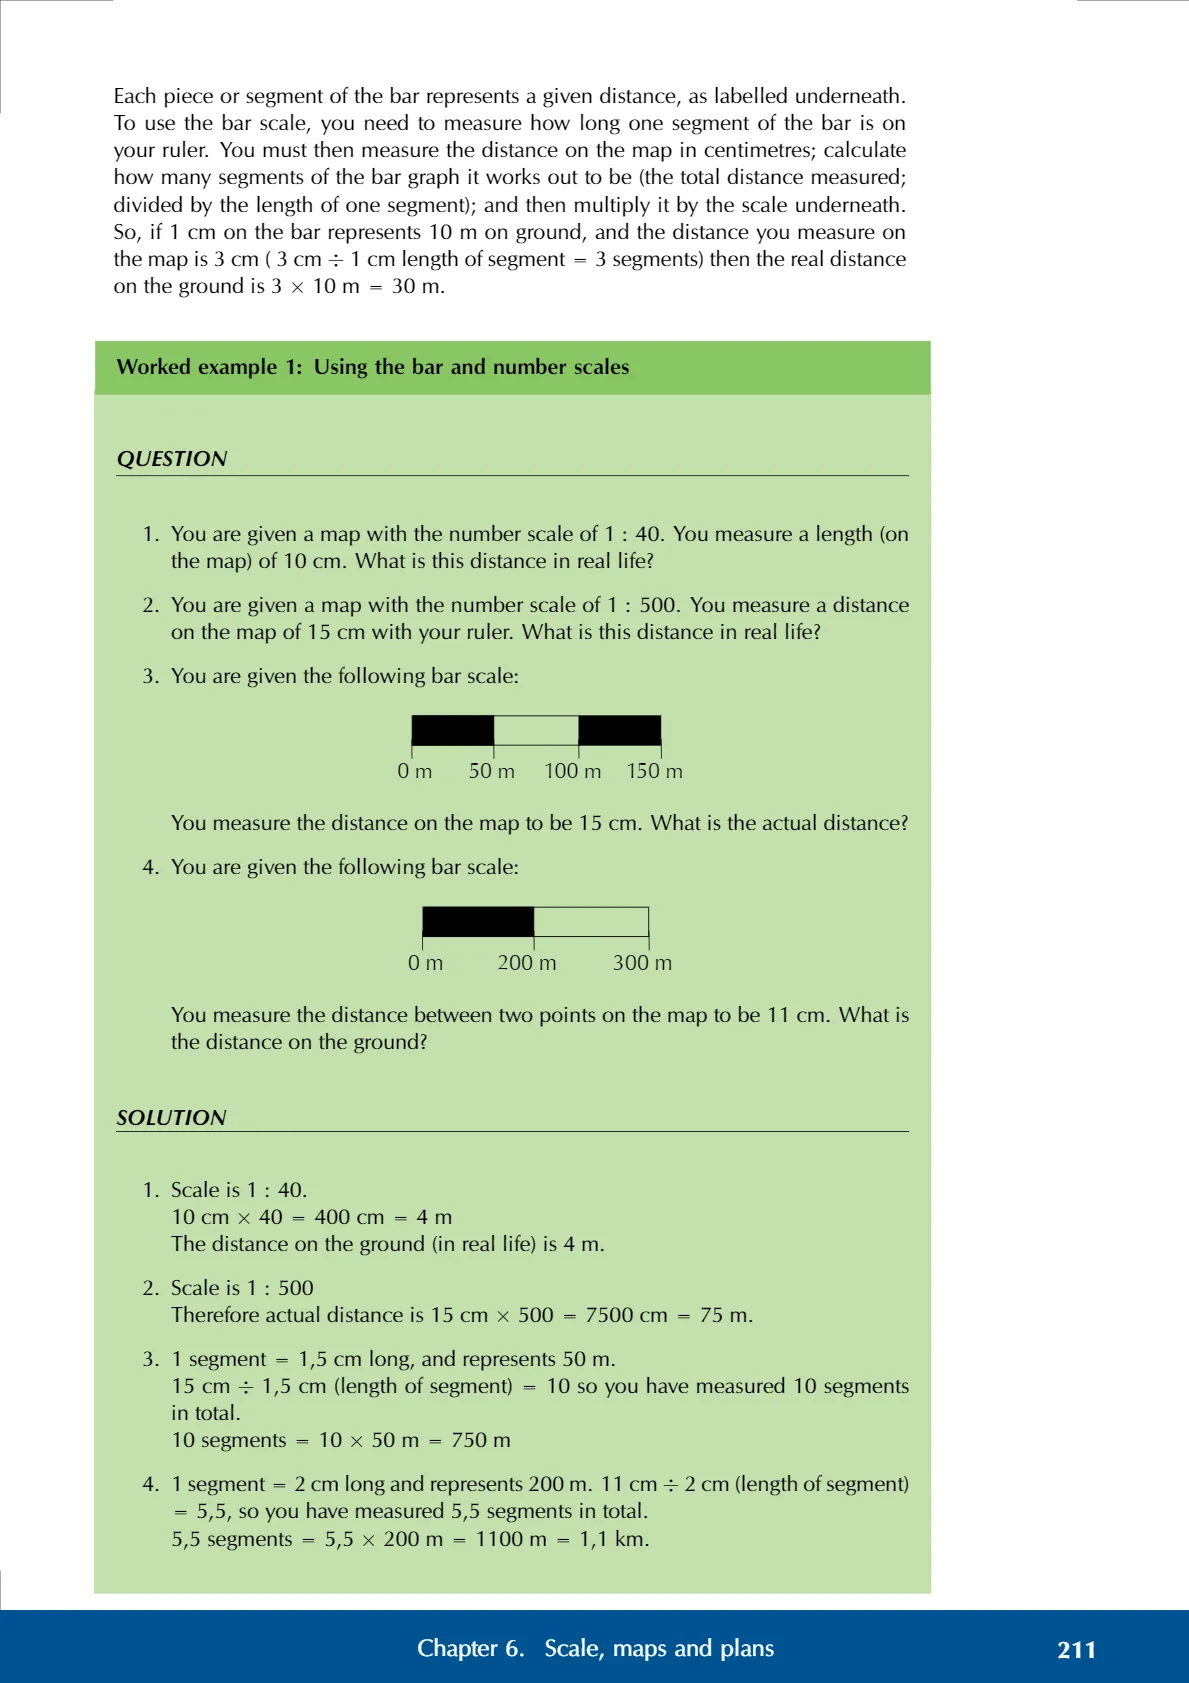 Each piece or segment of the bar represents a given distance, as labelled underneath.
To use the bar scale, you need to measure how long one segment of the bar is on
your ruler. You must then measure the distance on the map in centimetres; calculate
how many segments of the bar graph it works out to be (the total distance measured;
divided by the length of one segment); and then multiply it by the scale underneath.
So, if 1 cm on the bar represents 10 m on ground, and the distance you measure on
the map is 3 cm ( 3 cm ÷ 1 cm length of segment = 3 segments) then the real distance
on the ground is 3 × 10 m = 30 m.
Worked example 1: Using the bar and number scales
QUESTION
1. You are given a map with the number scale of 1 : 40. You measure a length (on
the map) of 10 cm. What is this distance in real life?
2. You are given a map with the number scale of 1 : 500. You measure a distance
on the map of 15 cm with your ruler. What is this distance in real life?
3. You are given the following bar scale:
0 m 50 m 100 m 150 m
You measure the distance on the map to be 15 cm. What is the actual distance?
4. You are given the following bar scale:
0 m 200 m 300 m
You measure the distance between two points on the map to be 11 cm. What is
the distance on the ground?
SOLUTION
1. Scale is 1 : 40.
10 cm × 40 = 400 cm = 4 m
The distance on the ground (in real life) is 4 m.
2. Scale is 1 : 500
Therefore actual distance is 15 cm × 500 = 7500 cm = 75 m.
3. 1 segment = 1,5 cm long, and represents 50 m.
15 cm ÷ 1,5 cm (length of segment) = 10 so you have measured 10 segments
in total.
10 segments = 10 × 50 m = 750 m
4. 1 segment = 2 cm long and represents 200 m. 11 cm ÷ 2 cm (length of segment)
= 5,5, so you have measured 5,5 segments in total.
5,5 segments = 5,5 × 200 m = 1100 m = 1,1 km.
Chapter 6. Scale, maps and plans 211